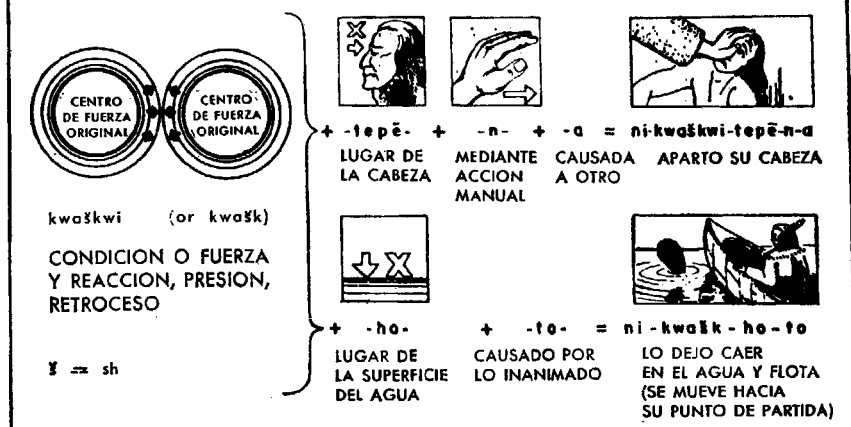 CENTRO
DE FUERZA
ORIGINAL
CENTRO
DE FUERZA
ORIGINAL
kwaškwi (or kwašk)
CONDICION O FUERZA
Y REACCION, PRESION,
RETROCESO
š = sh
X
+ -tepē- + -n- + -a = ni-kwaškwi-tepē-n-a
LUGAR DE
LA CABEZA
MEDIANTE
ACCION
MANUAL
CAUSADA
A OTRO
APARTO SU CABEZA
X
+ -ho- + -to- = ni-kwašk-ho-to
LUGAR DE
LA SUPERFICIE
DEL AGUA
CAUSADO POR
LO INANIMADO
LO DEJO CAER
EN EL AGUA Y FLOTA
(SE MUEVE HACIA
SU PUNTO DE PARTIDA)